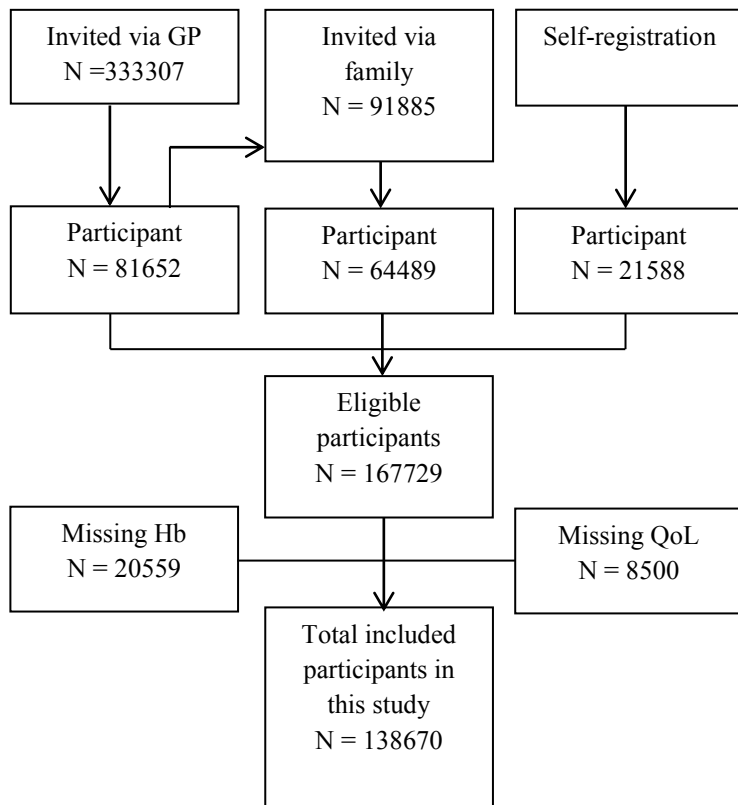 Invited via GP
N =333307
Invited via
family
N = 91885
Self-registration
Participant
N = 81652
Participant
N = 64489
Participant
N = 21588
Eligible
participants
N = 167729
Missing Hb
N = 20559
Missing QoL
N = 8500
Total included
participants in
this study
N = 138670